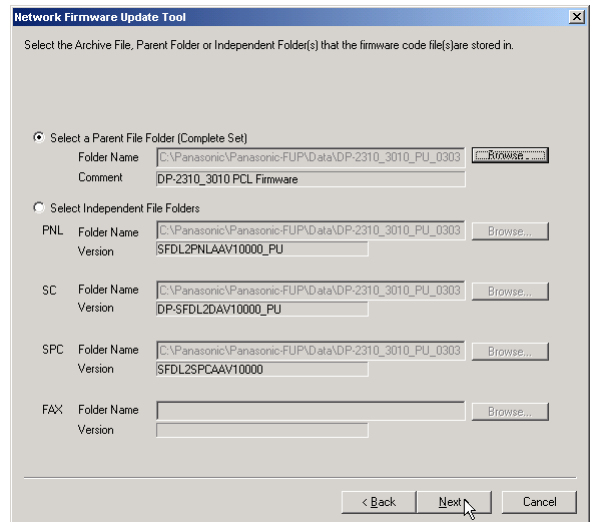 Network Firmware Update Tool
Select the Archive File, Parent Folder or Independent Folder(s) that the firmware code file(s)are stored in.
Select a Parent File Folder (Complete Set)
Folder Name C:\Panasonic\Panasonic-FUP\Data\DP-2310_3010_PU_0303 Browse...
Comment DP-2310_3010 PCL Firmware
Select Independent File Folders
PNL Folder Name C:\Panasonic\Panasonic-FUP\Data\DP-2310_3010_PU_0303 Browse...
Version SFDL2PNLAAV10000_PU
SC Folder Name C:\Panasonic\Panasonic-FUP\Data\DP-2310_3010_PU_0303 Browse...
Version DP-SFDL2DAV10000_PU
SPC Folder Name C:\Panasonic\Panasonic-FUP\Data\DP-2310_3010_PU_0303 Browse...
Version SFDL2SPCAAV10000
FAX Folder Name Browse...
Version
< Back Next Cancel